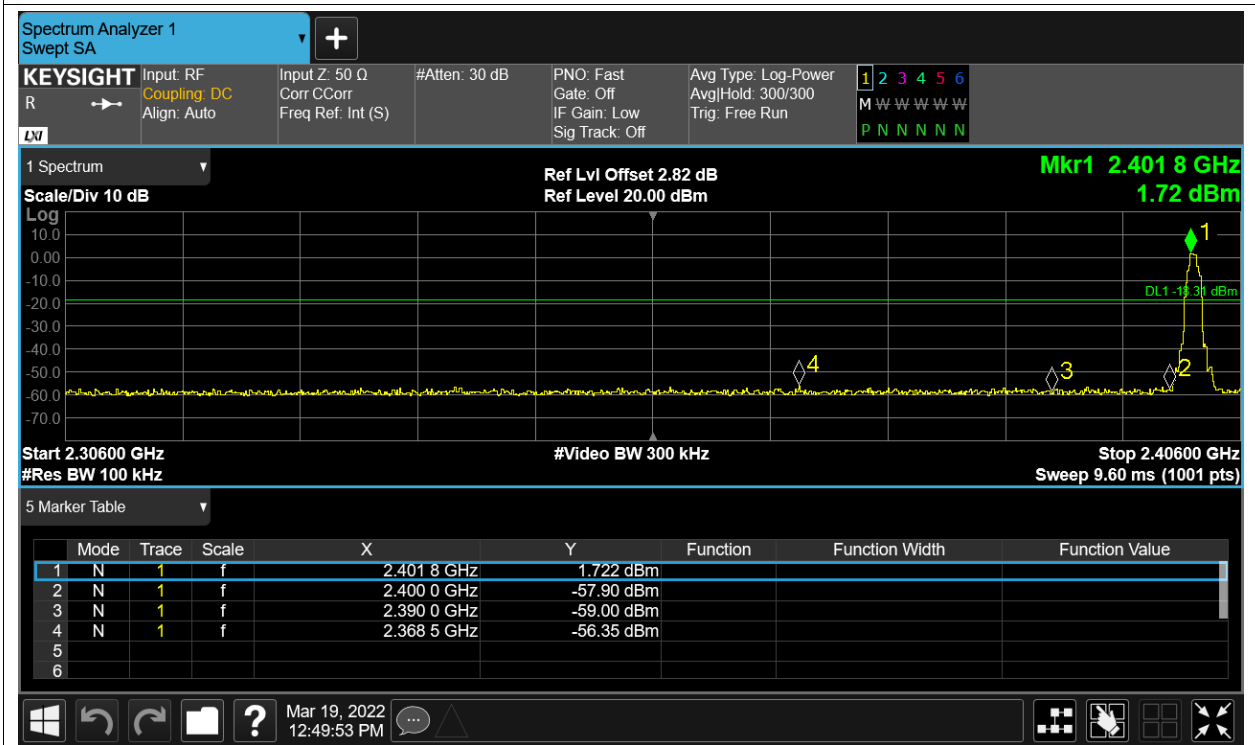 Spectrum Analyzer 1
Swept SA
+
KEYSIGHT
R
LXI
Input: RF
Coupling: DC
Align: Auto
Input Z: 50 Ω
Corr CCorr
Freq Ref: Int (S)
#Atten: 30 dB
PNO: Fast
Gate: Off
IF Gain: Low
Sig Track: Off
Avg Type: Log-Power
Avg|Hold: 300/300
Trig: Free Run
1 2 3 4 5 6
M W W W W W
P N N N N N
1 Spectrum
Scale/Div 10 dB
Ref Lvl Offset 2.82 dB
Ref Level 20.00 dBm
Mkr1 2.401 8 GHz
1.72 dBm
Log
10.0
0.00
-10.0
-20.0
-30.0
-40.0
-50.0
-60.0
-70.0
1
DL1 -18.31 dBm
4
3
2
Start 2.30600 GHz
#Res BW 100 kHz
#Video BW 300 kHz
Stop 2.40600 GHz
Sweep 9.60 ms (1001 pts)
5 Marker Table
Mode Trace Scale X Y Function Function Width Function Value
1 N 1 f 2.401 8 GHz 1.722 dBm
2 N 1 f 2.400 0 GHz -57.90 dBm
3 N 1 f 2.390 0 GHz -59.00 dBm
4 N 1 f 2.368 5 GHz -56.35 dBm
5
6
?
Mar 19, 2022
12:49:53 PM